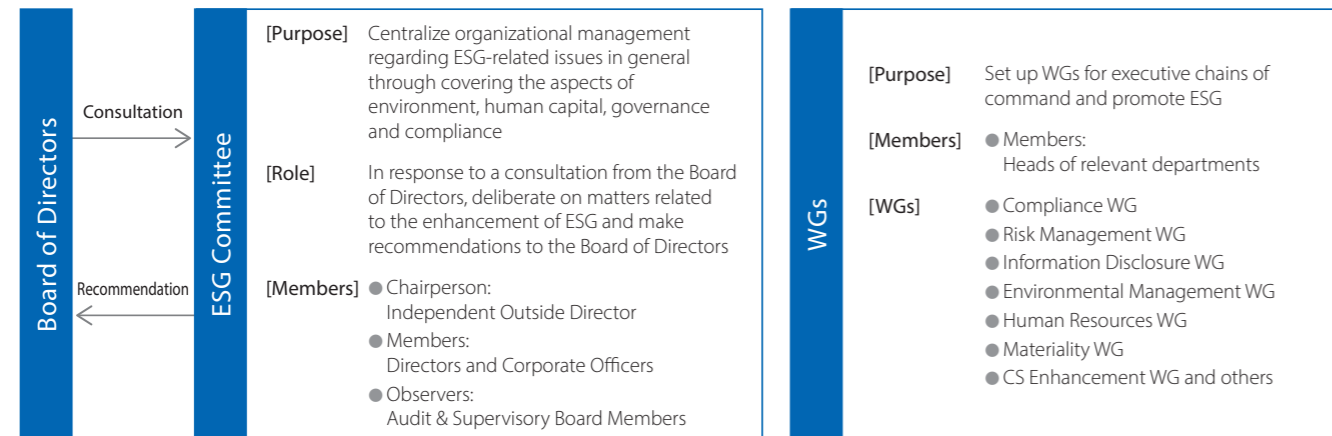 Board of Directors
Consultation
Recommendation
ESG Committee
[Purpose] Centralize organizational management
regarding ESG-related issues in general
through covering the aspects of
environment, human capital, governance
and compliance
[Role] In response to a consultation from the Board
of Directors, deliberate on matters related
to the enhancement of ESG and make
recommendations to the Board of Directors
[Members] ● Chairperson:
Independent Outside Director
● Members:
Directors and Corporate Officers
● Observers:
Audit & Supervisory Board Members
WGs
[Purpose] Set up WGs for executive chains of
command and promote ESG
[Members] ● Members:
Heads of relevant departments
[WGs] ● Compliance WG
● Risk Management WG
● Information Disclosure WG
● Environmental Management WG
● Human Resources WG
● Materiality WG
● CS Enhancement WG and others